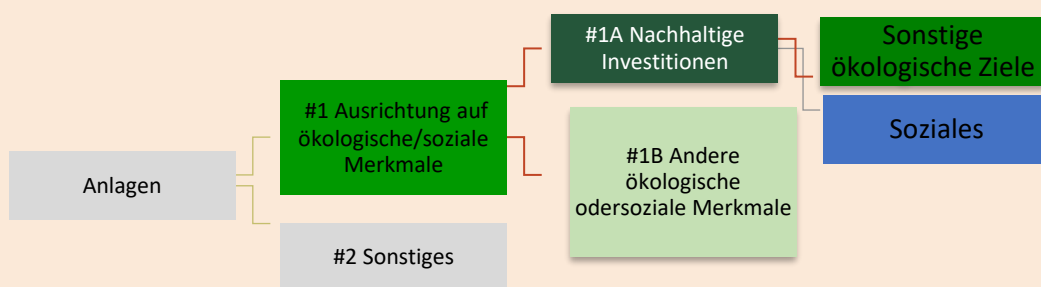 Anlagen
#1 Ausrichtung auf
ökologische/soziale
Merkmale
#2 Sonstiges
#1A Nachhaltige
Investitionen
#1B Andere
ökologische
odersoziale Merkmale
Sonstige
ökologische Ziele
Soziales